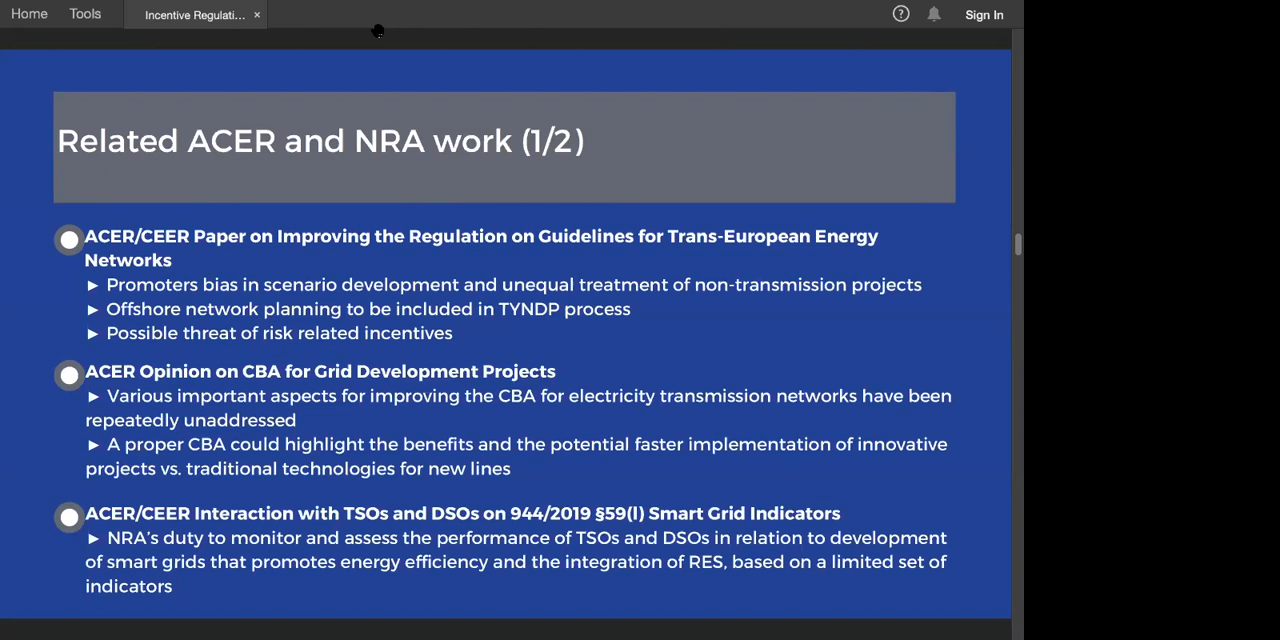 Home Tools Incentive Regulati... × ? Sign In
Related ACER and NRA work (1/2)
ACER/CEER Paper on Improving the Regulation on Guidelines for Trans-European Energy
Networks
► Promoters bias in scenario development and unequal treatment of non-transmission projects
► Offshore network planning to be included in TYNDP process
► Possible threat of risk related incentives
ACER Opinion on CBA for Grid Development Projects
► Various important aspects for improving the CBA for electricity transmission networks have been
repeatedly unaddressed
► A proper CBA could highlight the benefits and the potential faster implementation of innovative
projects vs. traditional technologies for new lines
ACER/CEER Interaction with TSOs and DSOs on 944/2019 §59(l) Smart Grid Indicators
► NRA's duty to monitor and assess the performance of TSOs and DSOs in relation to development
of smart grids that promotes energy efficiency and the integration of RES, based on a limited set of
indicators